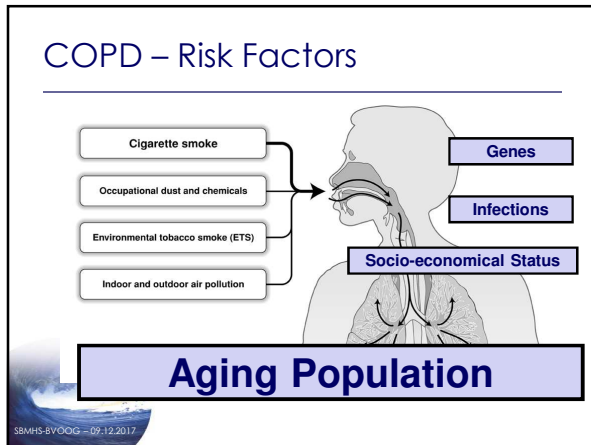 COPD – Risk Factors
Cigarette smoke
Occupational dust and chemicals
Environmental tobacco smoke (ETS)
Indoor and outdoor air pollution
Genes
Infections
Socio-economical Status
Aging Population
SBMHS-BVOOG – 09.12.2017